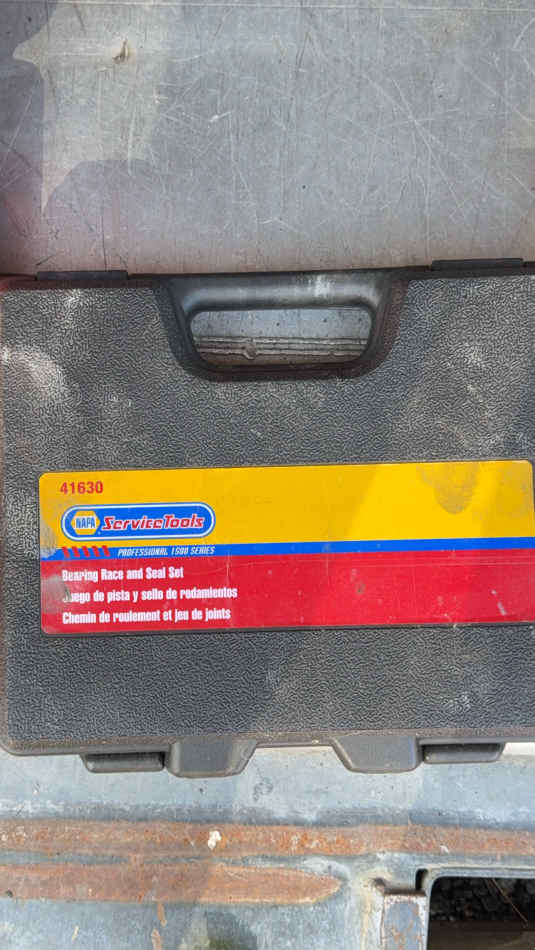 41630
NAPA ServiceTools
PROFESSIONAL 1500 SERIES
Bearing Race and Seal Set
Juego de pista y sello de rodamientos
Chemin de roulement et jeu de joints